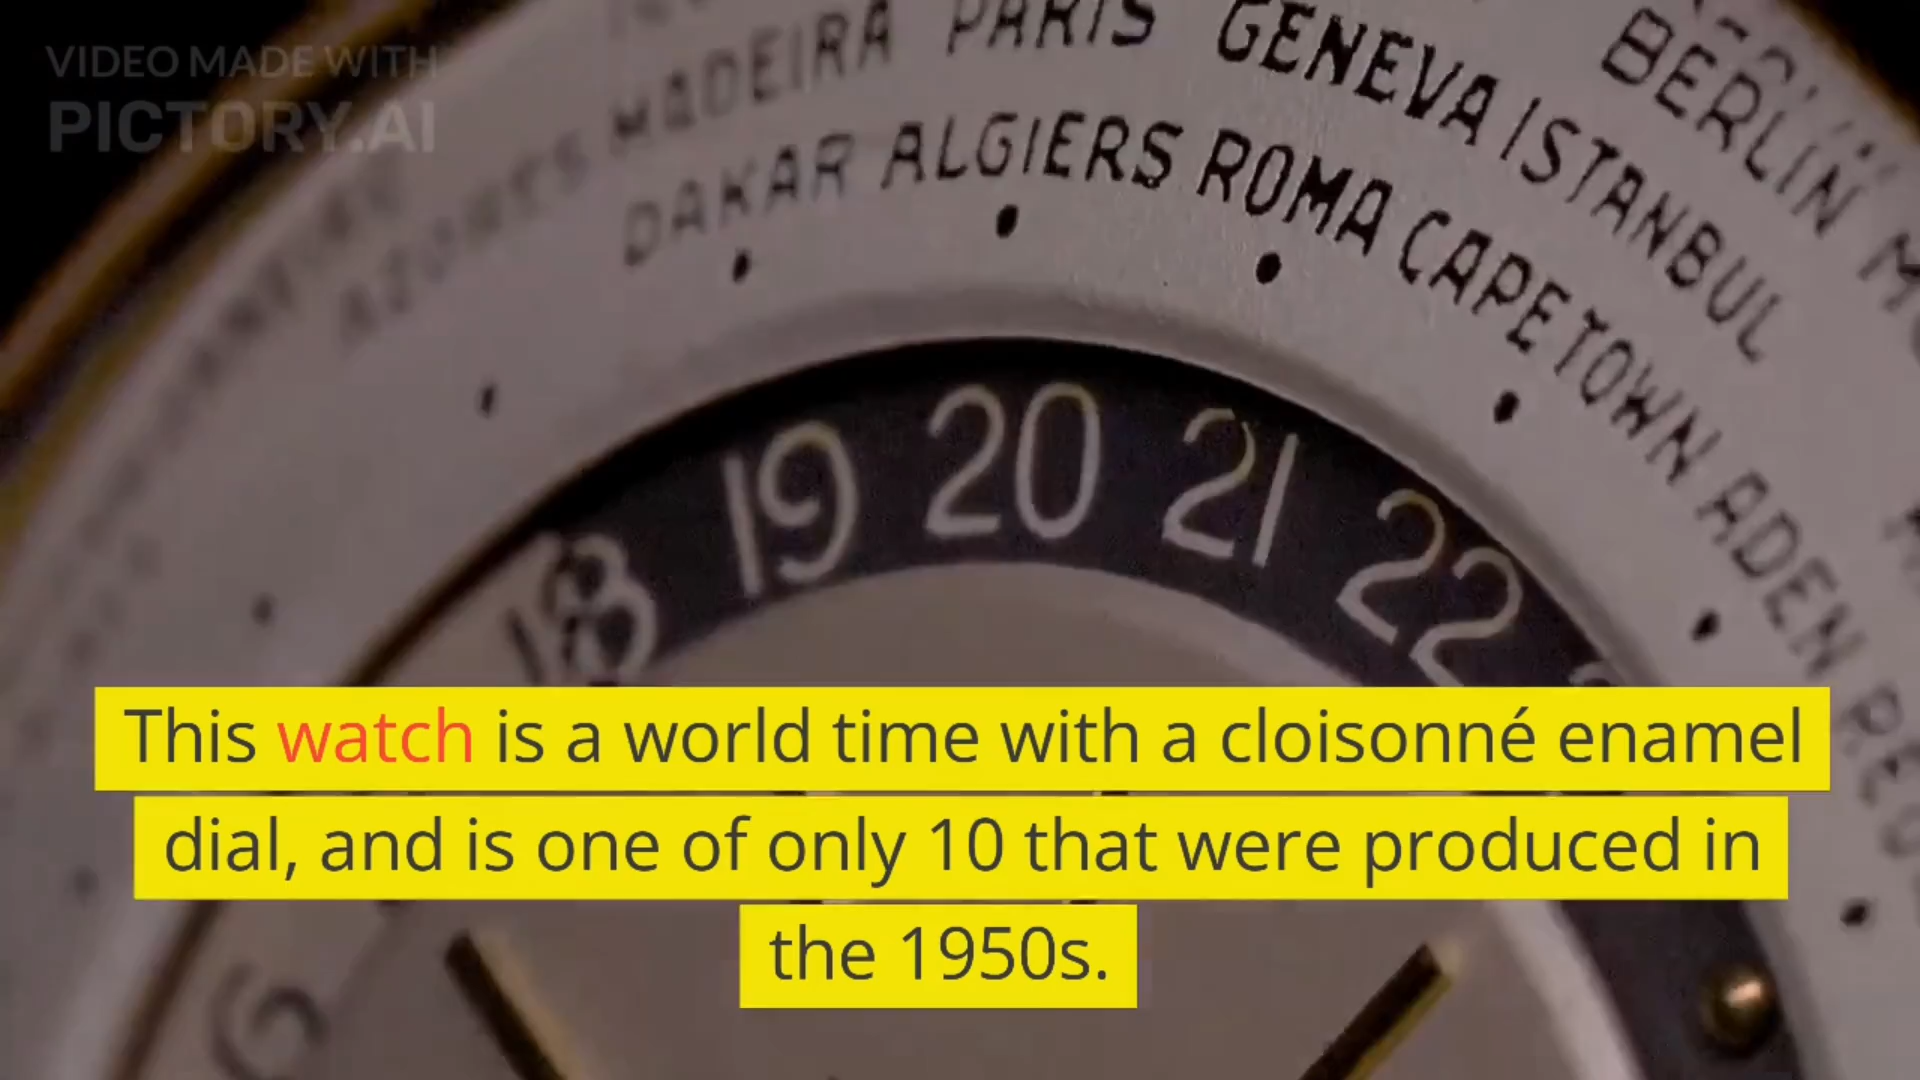 VIDEO MADE WITH
PICTORY.AI
AZORES MADEIRA PARIS GENEVA ISTANBUL
BERLIN
DAKAR ALGIERS ROMA CAPETOWN ADEN
18 19 20 21 22
This watch is a world time with a cloisonné enamel
dial, and is one of only 10 that were produced in
the 1950s.